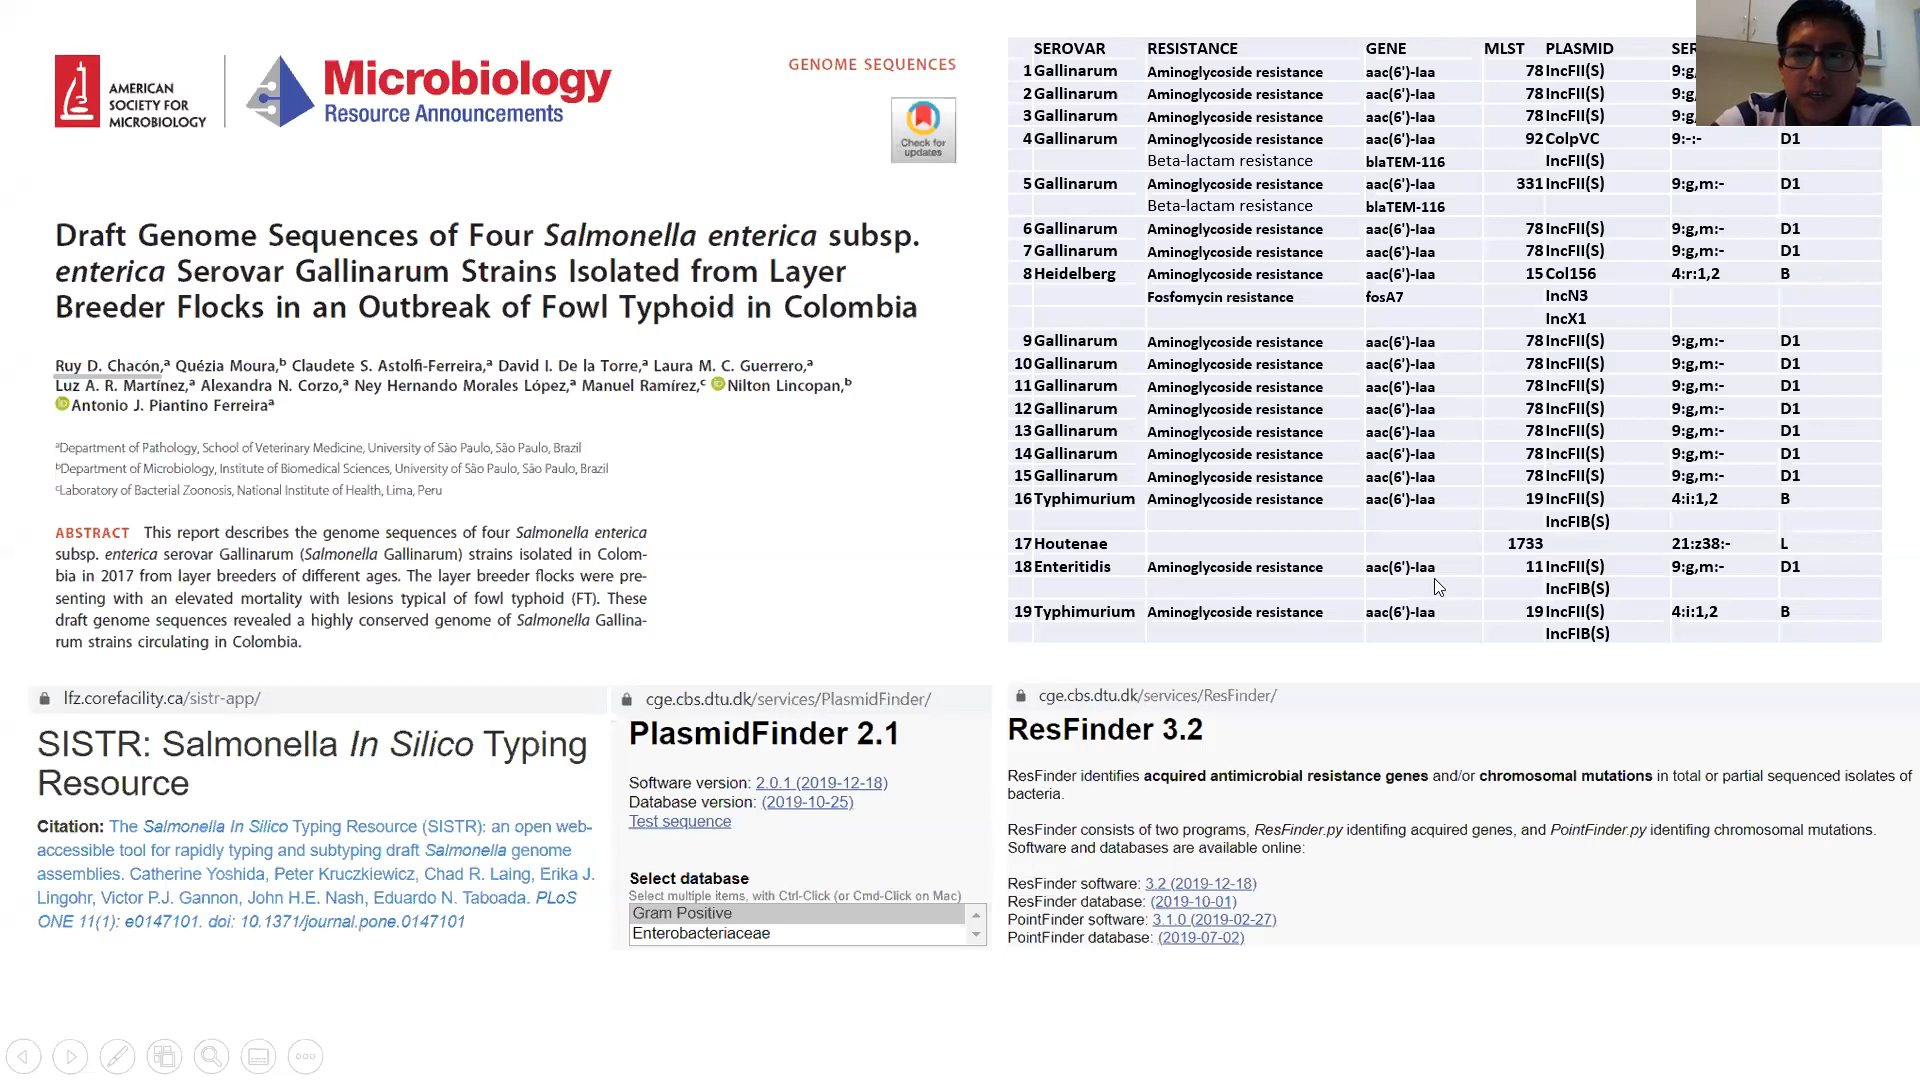 AMERICAN
SOCIETY FOR
MICROBIOLOGY
Microbiology
Resource Announcements
GENOME SEQUENCES
Check for
updates
Draft Genome Sequences of Four Salmonella enterica subsp.
enterica Serovar Gallinarum Strains Isolated from Layer
Breeder Flocks in an Outbreak of Fowl Typhoid in Colombia
Ruy D. Chacón,a Quézia Moura,b Claudete S. Astolfi-Ferreira,a David I. De la Torre,a Laura M. C. Guerrero,a
Luz A. R. Martínez,a Alexandra N. Corzo,a Ney Hernando Morales López,a Manuel Ramírez,c iD Nilton Lincopan,b
iD Antonio J. Piantino Ferreiraa
aDepartment of Pathology, School of Veterinary Medicine, University of São Paulo, São Paulo, Brazil
bDepartment of Microbiology, Institute of Biomedical Sciences, University of São Paulo, São Paulo, Brazil
cLaboratory of Bacterial Zoonosis, National Institute of Health, Lima, Peru
ABSTRACT This report describes the genome sequences of four Salmonella enterica
subsp. enterica serovar Gallinarum (Salmonella Gallinarum) strains isolated in Colom-
bia in 2017 from layer breeders of different ages. The layer breeder flocks were pre-
senting with an elevated mortality with lesions typical of fowl typhoid (FT). These
draft genome sequences revealed a highly conserved genome of Salmonella Gallina-
rum strains circulating in Colombia.
SEROVAR RESISTANCE GENE MLST PLASMID
1 Gallinarum Aminoglycoside resistance aac(6')-Iaa 78 IncFII(S) 9:g,
2 Gallinarum Aminoglycoside resistance aac(6')-Iaa 78 IncFII(S) 9:g,
3 Gallinarum Aminoglycoside resistance aac(6')-Iaa 78 IncFII(S) 9:g,
4 Gallinarum Aminoglycoside resistance aac(6')-Iaa 92 ColpVC 9:-:- D1
Beta-lactam resistance blaTEM-116 IncFII(S)
5 Gallinarum Aminoglycoside resistance aac(6')-Iaa 331 IncFII(S) 9:g,m:- D1
Beta-lactam resistance blaTEM-116
6 Gallinarum Aminoglycoside resistance aac(6')-Iaa 78 IncFII(S) 9:g,m:- D1
7 Gallinarum Aminoglycoside resistance aac(6')-Iaa 78 IncFII(S) 9:g,m:- D1
8 Heidelberg Aminoglycoside resistance aac(6')-Iaa 15 Col156 4:r:1,2 B
Fosfomycin resistance fosA7 IncN3
IncX1
9 Gallinarum Aminoglycoside resistance aac(6')-Iaa 78 IncFII(S) 9:g,m:- D1
10 Gallinarum Aminoglycoside resistance aac(6')-Iaa 78 IncFII(S) 9:g,m:- D1
11 Gallinarum Aminoglycoside resistance aac(6')-Iaa 78 IncFII(S) 9:g,m:- D1
12 Gallinarum Aminoglycoside resistance aac(6')-Iaa 78 IncFII(S) 9:g,m:- D1
13 Gallinarum Aminoglycoside resistance aac(6')-Iaa 78 IncFII(S) 9:g,m:- D1
14 Gallinarum Aminoglycoside resistance aac(6')-Iaa 78 IncFII(S) 9:g,m:- D1
15 Gallinarum Aminoglycoside resistance aac(6')-Iaa 78 IncFII(S) 9:g,m:- D1
16 Typhimurium Aminoglycoside resistance aac(6')-Iaa 19 IncFII(S) 4:i:1,2 B
IncFIB(S)
17 Houtenae 1733 21:z38:- L
18 Enteritidis Aminoglycoside resistance aac(6')-Iaa 11 IncFII(S) 9:g,m:- D1
IncFIB(S)
19 Typhimurium Aminoglycoside resistance aac(6')-Iaa 19 IncFII(S) 4:i:1,2 B
IncFIB(S)
lfz.corefacility.ca/sistr-app/
SISTR: Salmonella In Silico Typing
Resource
Citation: The Salmonella In Silico Typing Resource (SISTR): an open web-
accessible tool for rapidly typing and subtyping draft Salmonella genome
assemblies. Catherine Yoshida, Peter Kruczkiewicz, Chad R. Laing, Erika J.
Lingohr, Victor P.J. Gannon, John H.E. Nash, Eduardo N. Taboada. PLoS
ONE 11(1): e0147101. doi: 10.1371/journal.pone.0147101
cge.cbs.dtu.dk/services/PlasmidFinder/
PlasmidFinder 2.1
Software version: 2.0.1 (2019-12-18)
Database version: (2019-10-25)
Test sequence
Select database
Select multiple items, with Ctrl-Click (or Cmd-Click on Mac)
Gram Positive
Enterobacteriaceae
cge.cbs.dtu.dk/services/ResFinder/
ResFinder 3.2
ResFinder identifies acquired antimicrobial resistance genes and/or chromosomal mutations in total or partial sequenced isolates of
bacteria.
ResFinder consists of two programs, ResFinder.py identifing acquired genes, and PointFinder.py identifing chromosomal mutations.
Software and databases are available online:
ResFinder software: 3.2 (2019-12-18)
ResFinder database: (2019-10-01)
PointFinder software: 3.1.0 (2019-02-27)
PointFinder database: (2019-07-02)